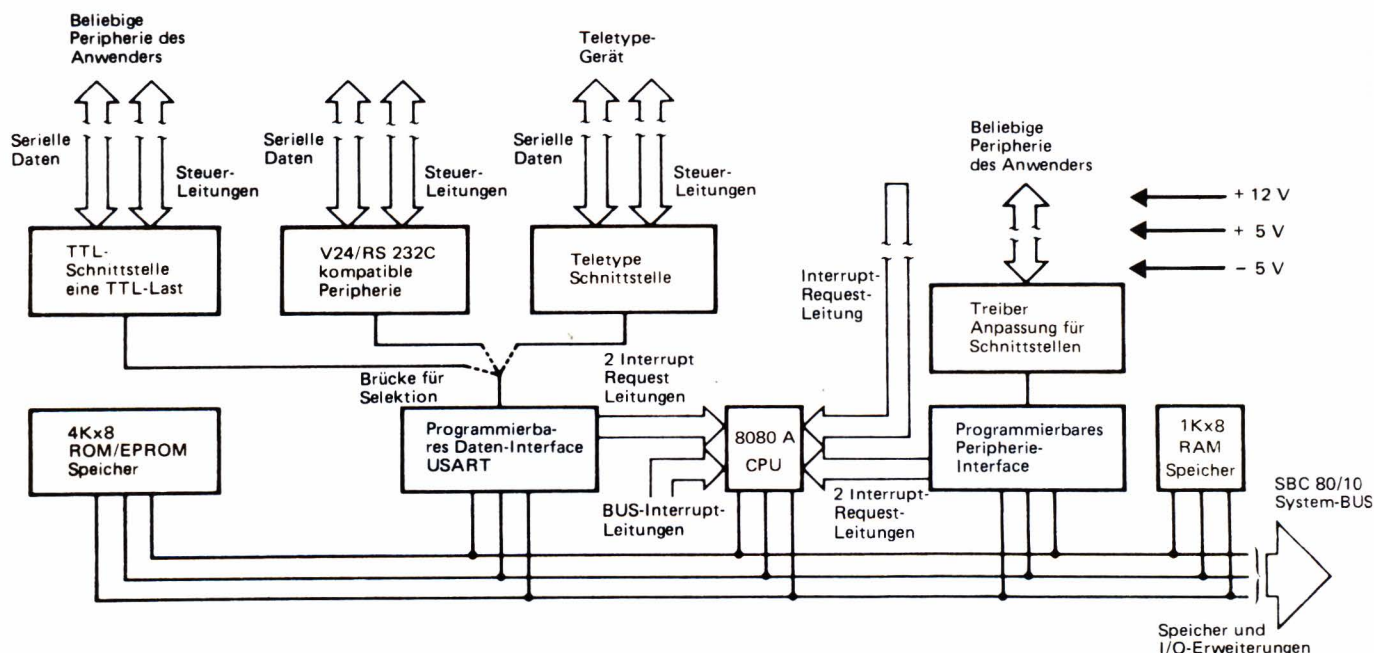 Beliebige
Peripherie des
Anwenders
Teletype-
Gerät
Serielle
Daten
Steuer-
Leitungen
Serielle
Daten
Steuer-
Leitungen
Serielle
Daten
Steuer-
Leitungen
Beliebige
Peripherie
des Anwenders
+ 12 V
+ 5 V
– 5 V
TTL-
Schnittstelle
eine TTL-Last
V24/RS 232C
kompatible
Peripherie
Teletype
Schnittstelle
Interrupt-
Request-
Leitung
Treiber
Anpassung für
Schnittstellen
Brücke für
Selektion
2 Interrupt
Request
Leitungen
4Kx8
ROM/EPROM
Speicher
Programmierba-
res Daten-Interface
USART
8080 A
CPU
Programmierbares
Peripherie-
Interface
1Kx8
RAM
Speicher
BUS-Interrupt-
Leitungen
2 Interrupt-
Request-
Leitungen
SBC 80/10
System-BUS
Speicher und
I/O-Erweiterungen